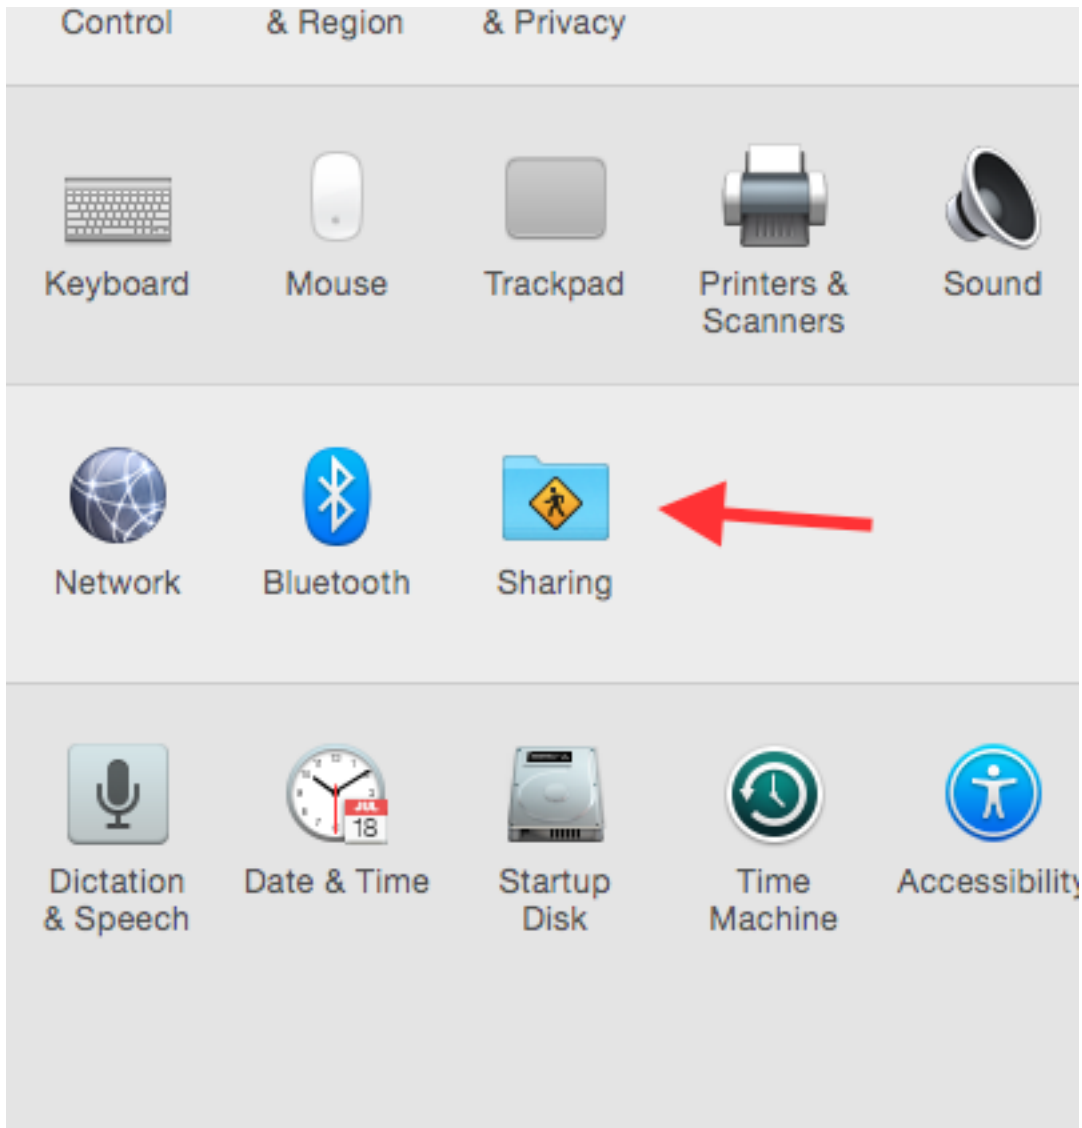 Control & Region & Privacy
Keyboard Mouse Trackpad Printers & Sound
Scanners
Network Bluetooth Sharing
JUL
18
Dictation Date & Time Startup Time Accessibility
& Speech Disk Machine